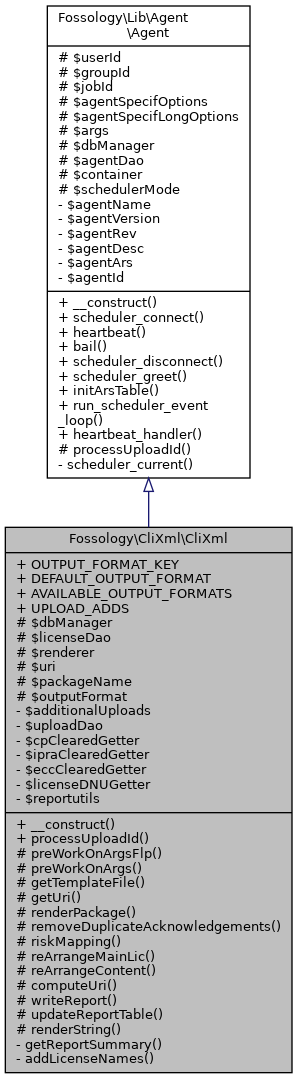 Fossology\Lib\Agent
\Agent
# $userId
# $groupId
# $jobId
# $agentSpecifOptions
# $agentSpecifLongOptions
# $args
# $dbManager
# $agentDao
# $container
# $schedulerMode
- $agentName
- $agentVersion
- $agentRev
- $agentDesc
- $agentArs
- $agentId
+ __construct()
+ scheduler_connect()
+ heartbeat()
+ bail()
+ scheduler_disconnect()
+ scheduler_greet()
+ initArsTable()
+ run_scheduler_event
_loop()
+ heartbeat_handler()
# processUploadId()
- scheduler_current()
Fossology\CliXml\CliXml
+ OUTPUT_FORMAT_KEY
+ DEFAULT_OUTPUT_FORMAT
+ AVAILABLE_OUTPUT_FORMATS
+ UPLOAD_ADDS
# $dbManager
# $licenseDao
# $renderer
# $uri
# $packageName
# $outputFormat
- $additionalUploads
- $uploadDao
- $cpClearedGetter
- $ipraClearedGetter
- $eccClearedGetter
- $licenseDNUGetter
- $reportutils
+ __construct()
+ processUploadId()
# preWorkOnArgsFlp()
# preWorkOnArgs()
# getTemplateFile()
# getUri()
# renderPackage()
# removeDuplicateAcknowledgements()
# riskMapping()
# reArrangeMainLic()
# reArrangeContent()
# computeUri()
# writeReport()
# updateReportTable()
# renderString()
- getReportSummary()
- addLicenseNames()